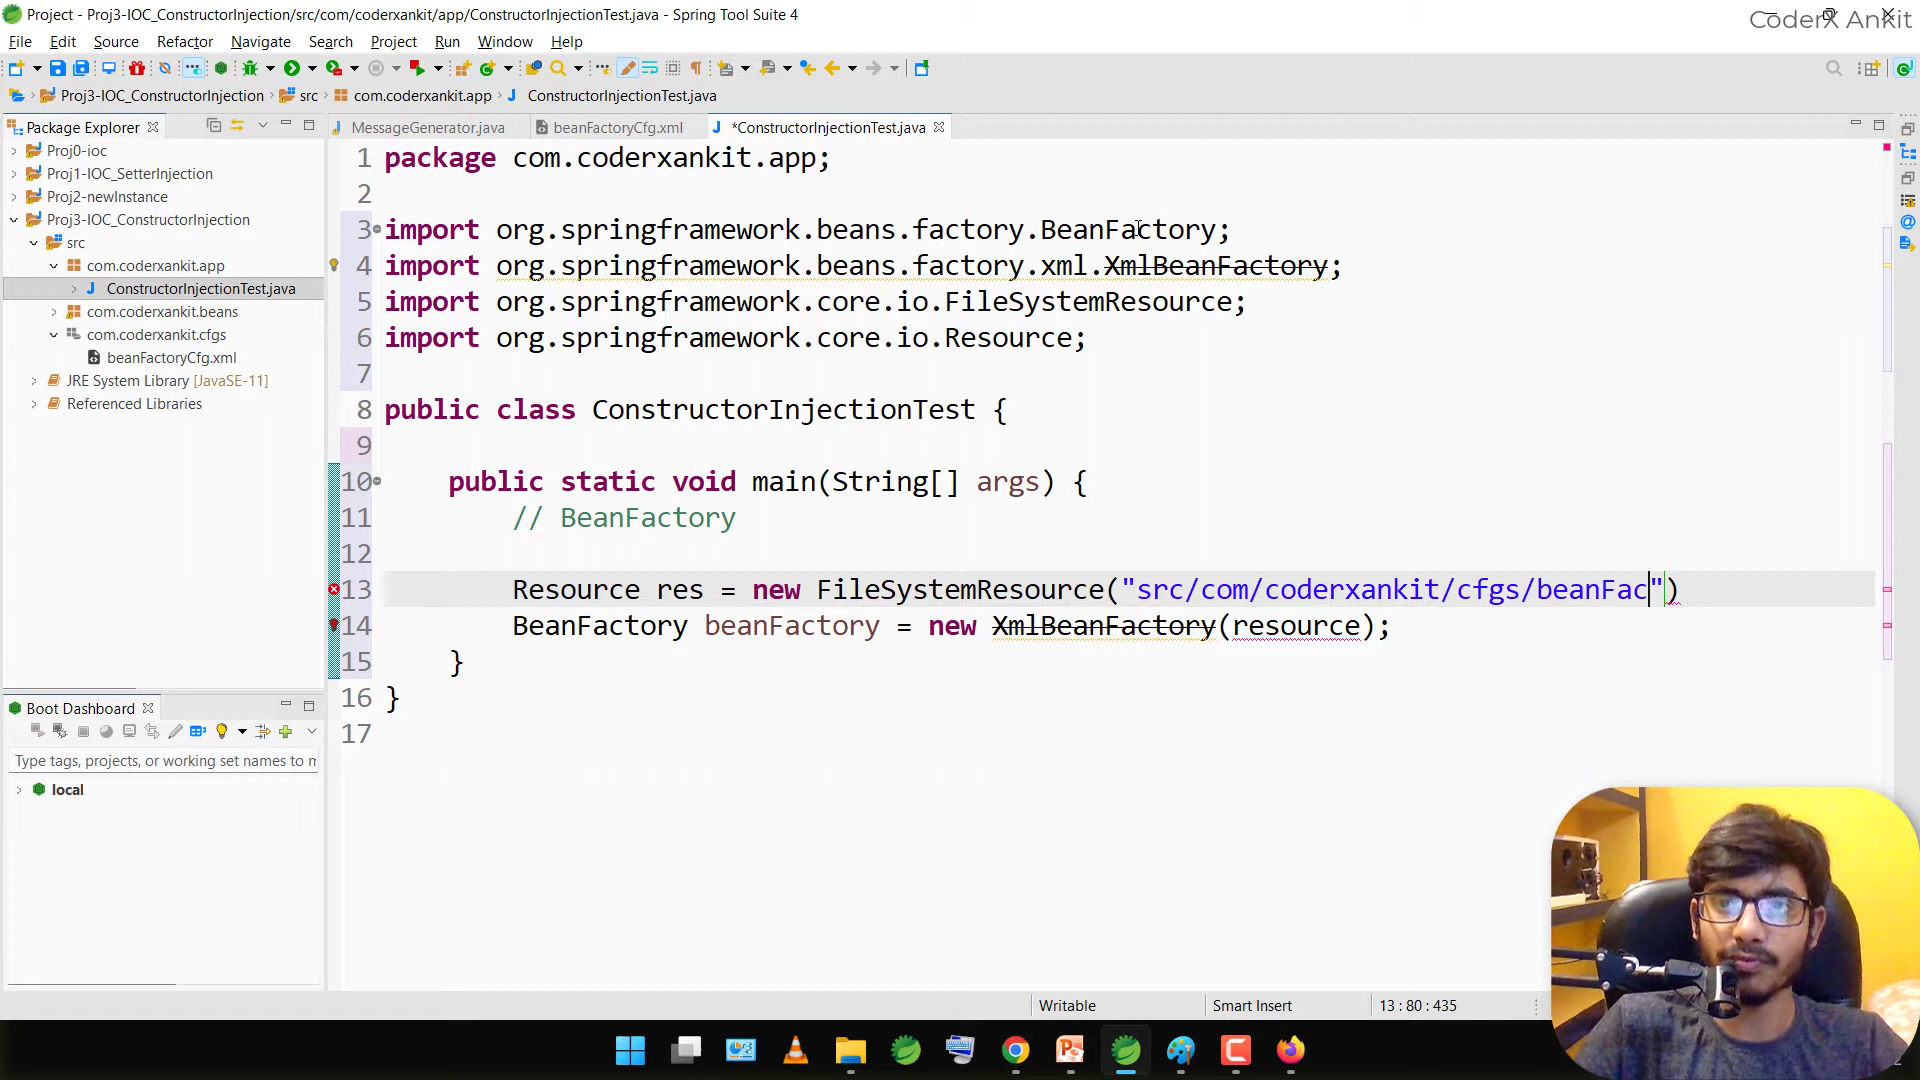 Project - Proj3-IOC_ConstructorInjection/src/com/coderxankit/app/ConstructorInjectionTest.java - Spring Tool Suite 4
CoderX Ankit
File Edit Source Refactor Navigate Search Project Run Window Help
Proj3-IOC_ConstructorInjection src com.coderxankit.app ConstructorInjectionTest.java
Package Explorer
MessageGenerator.java beanFactoryCfg.xml *ConstructorInjectionTest.java
Proj0-ioc
Proj1-IOC_SetterInjection
Proj2-newInstance
Proj3-IOC_ConstructorInjection
src
com.coderxankit.app
ConstructorInjectionTest.java
com.coderxankit.beans
com.coderxankit.cfgs
beanFactoryCfg.xml
JRE System Library [JavaSE-11]
Referenced Libraries
1 package com.coderxankit.app;
2
3 import org.springframework.beans.factory.BeanFactory;
4 import org.springframework.beans.factory.xml.XmlBeanFactory;
5 import org.springframework.core.io.FileSystemResource;
6 import org.springframework.core.io.Resource;
7
8 public class ConstructorInjectionTest {
9
10 public static void main(String[] args) {
11 // BeanFactory
12
13 Resource res = new FileSystemResource("src/com/coderxankit/cfgs/beanFac")
14 BeanFactory beanFactory = new XmlBeanFactory(resource);
15 }
16 }
17
Boot Dashboard
Type tags, projects, or working set names to m
local
Writable Smart Insert 13 : 80 : 435